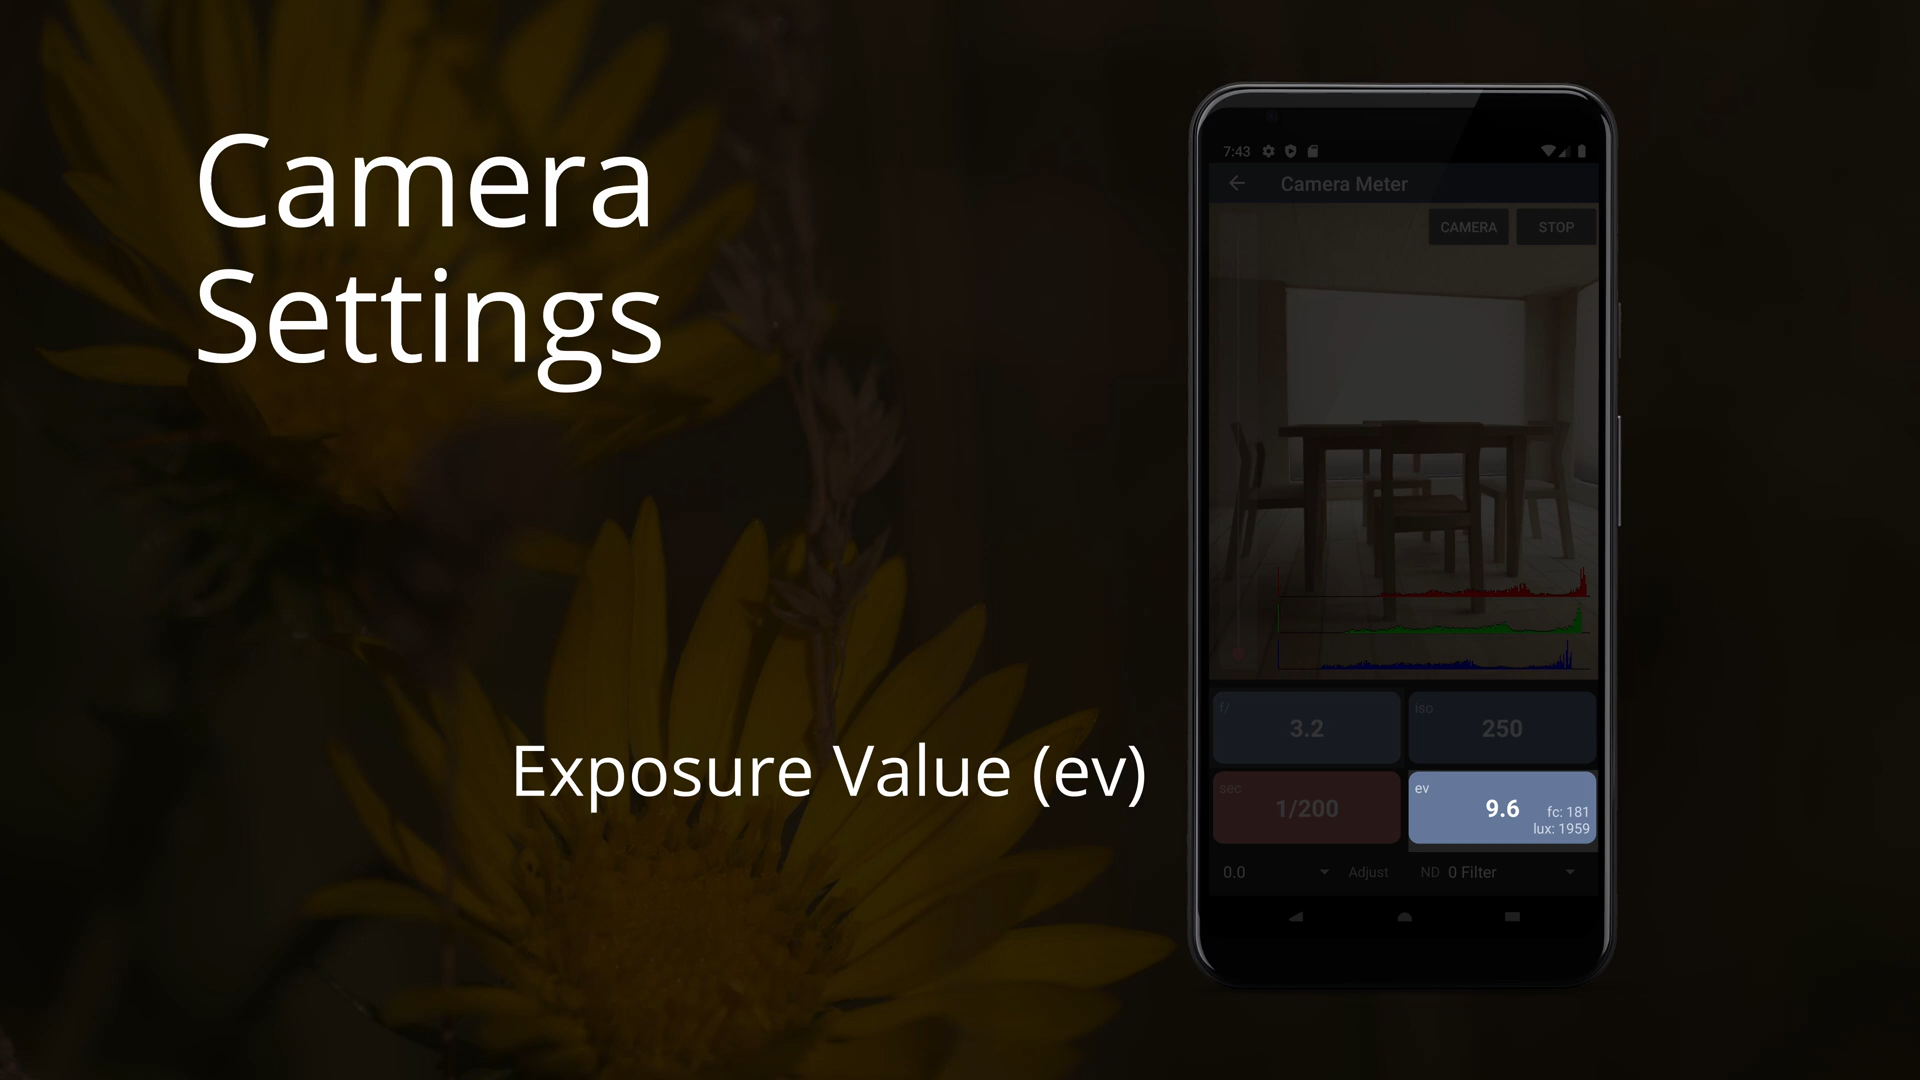 Camera
Settings
Exposure Value (ev)
7:43
Camera Meter
CAMERA STOP
f/ 3.2
iso 250
sec 1/200
ev 9.6 fc: 181
lux: 1959
0.0 Adjust ND 0 Filter